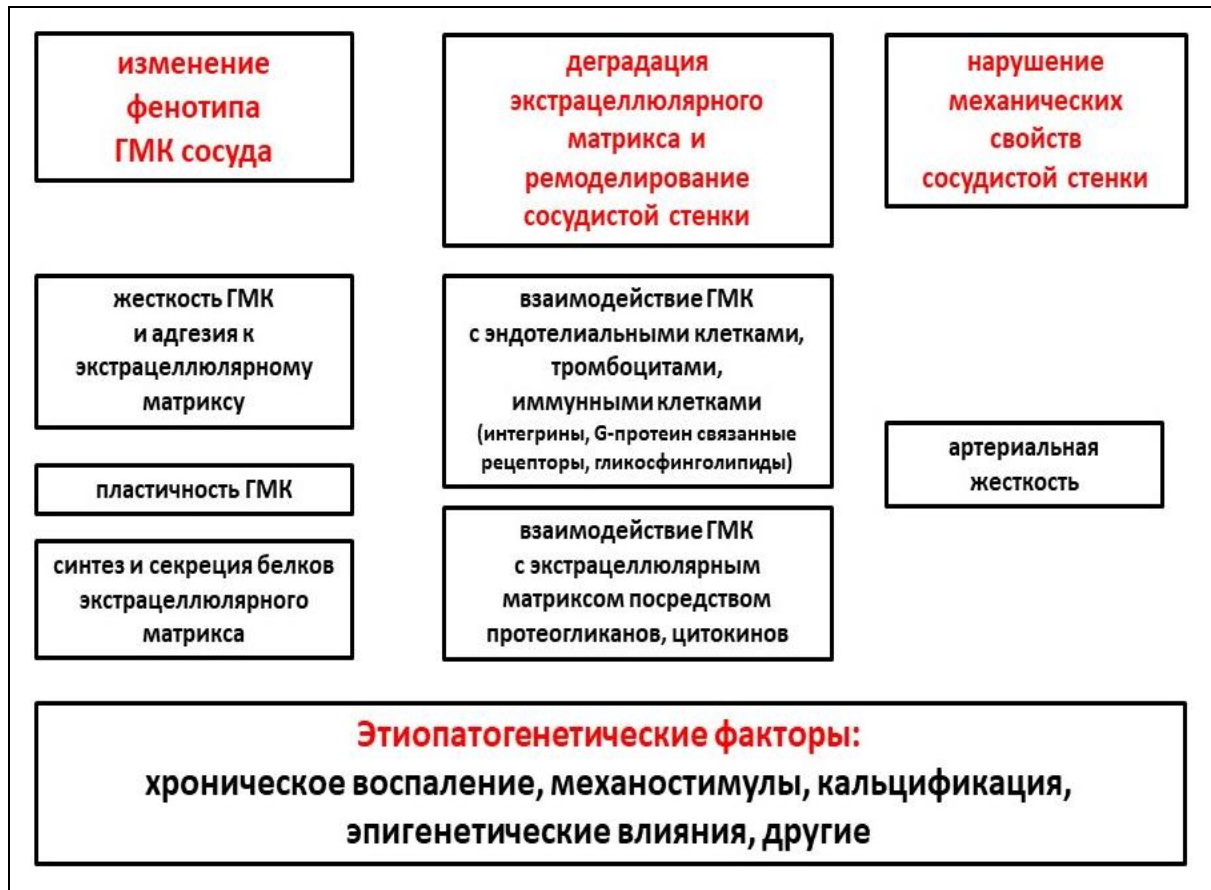 изменение
фенотипа
ГМК сосуда
деградация
экстрацеллюлярного
матрикса и
ремоделирование
сосудистой стенки
нарушение
механических
свойств
сосудистой стенки
жесткость ГМК
и адгезия к
экстрацеллюлярному
матриксу
пластичность ГМК
синтез и секреция белков
экстрацеллюлярного
матрикса
взаимодействие ГМК
с эндотелиальными клетками,
тромбоцитами,
иммунными клетками
(интегрины, G-протеин связанные
рецепторы, гликосфинголипиды)
взаимодействие ГМК
с экстрацеллюлярным
матриксом посредством
протеогликанов, цитокинов
артериальная
жесткость
Этиопатогенетические факторы:
хроническое воспаление, механостимулы, кальцификация,
эпигенетические влияния, другие